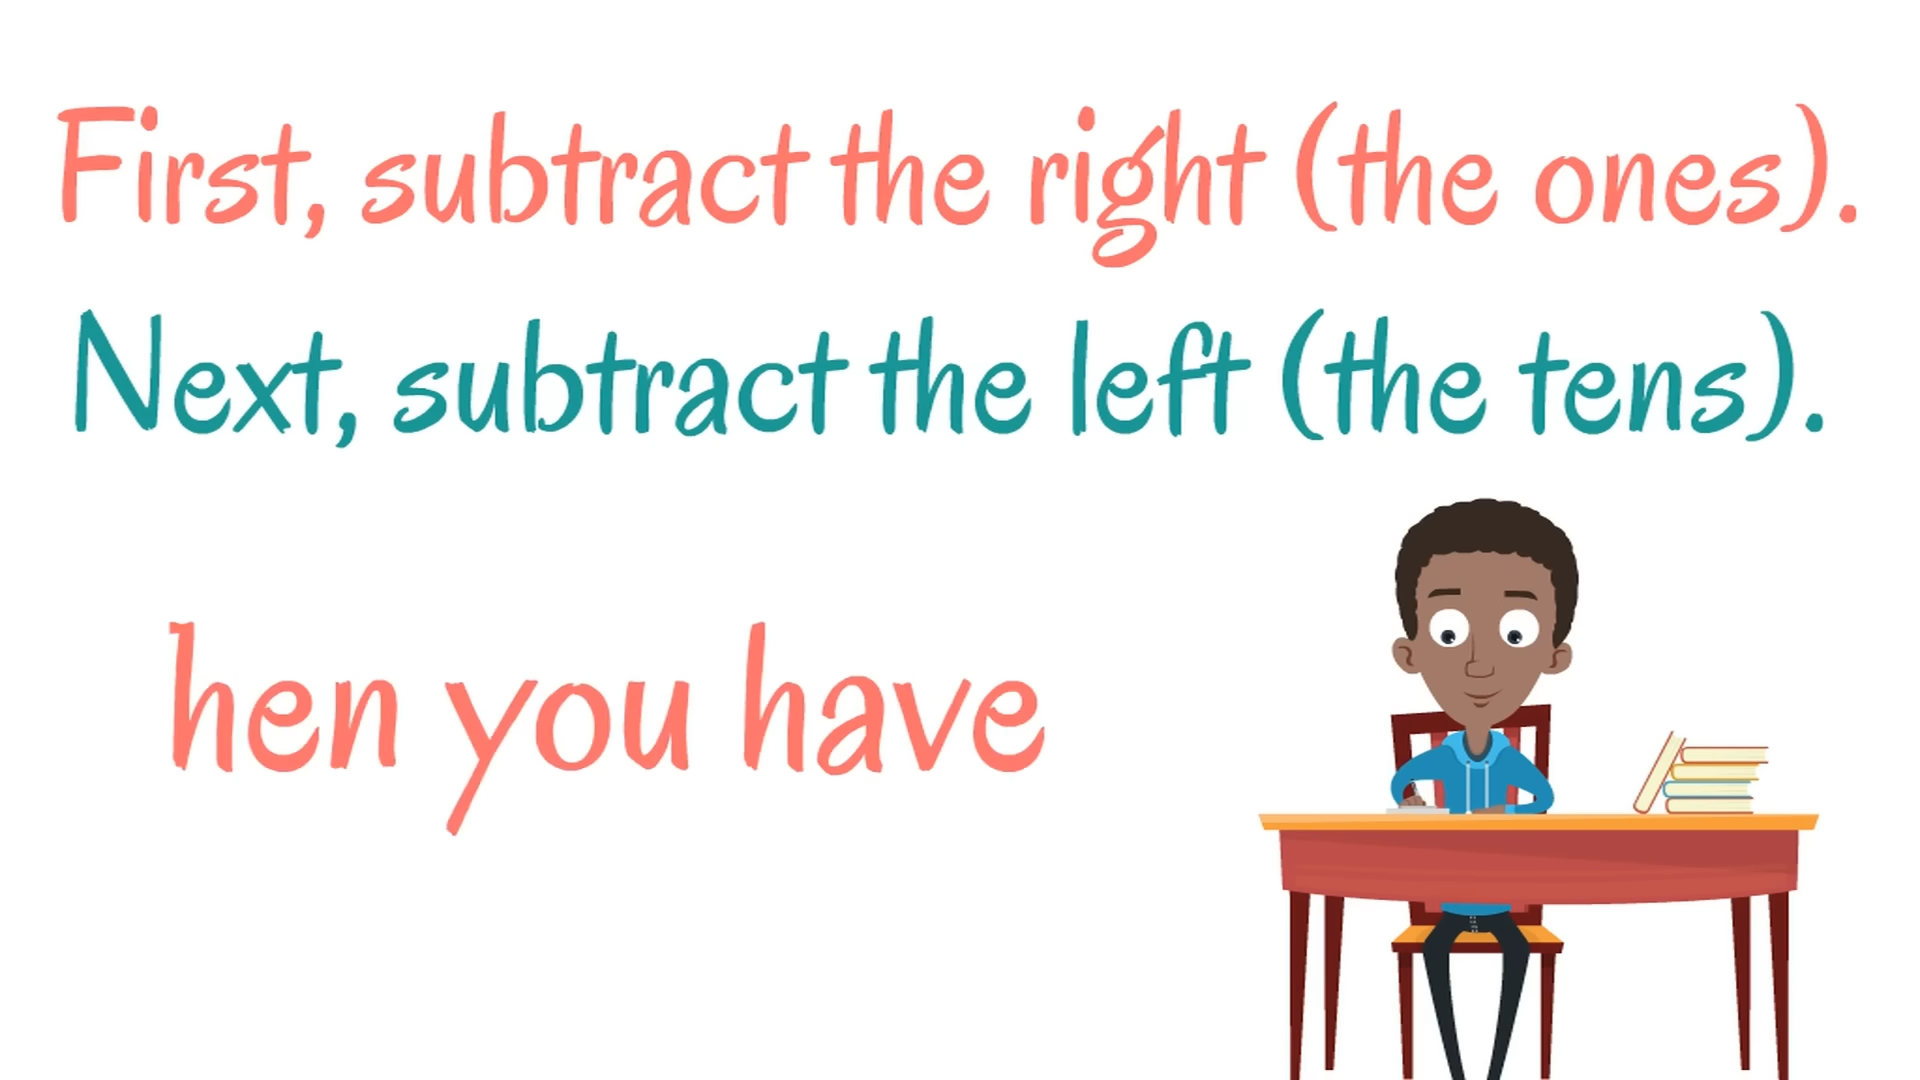 First, subtract the right (the ones).
Next, subtract the left (the tens).
hen you have